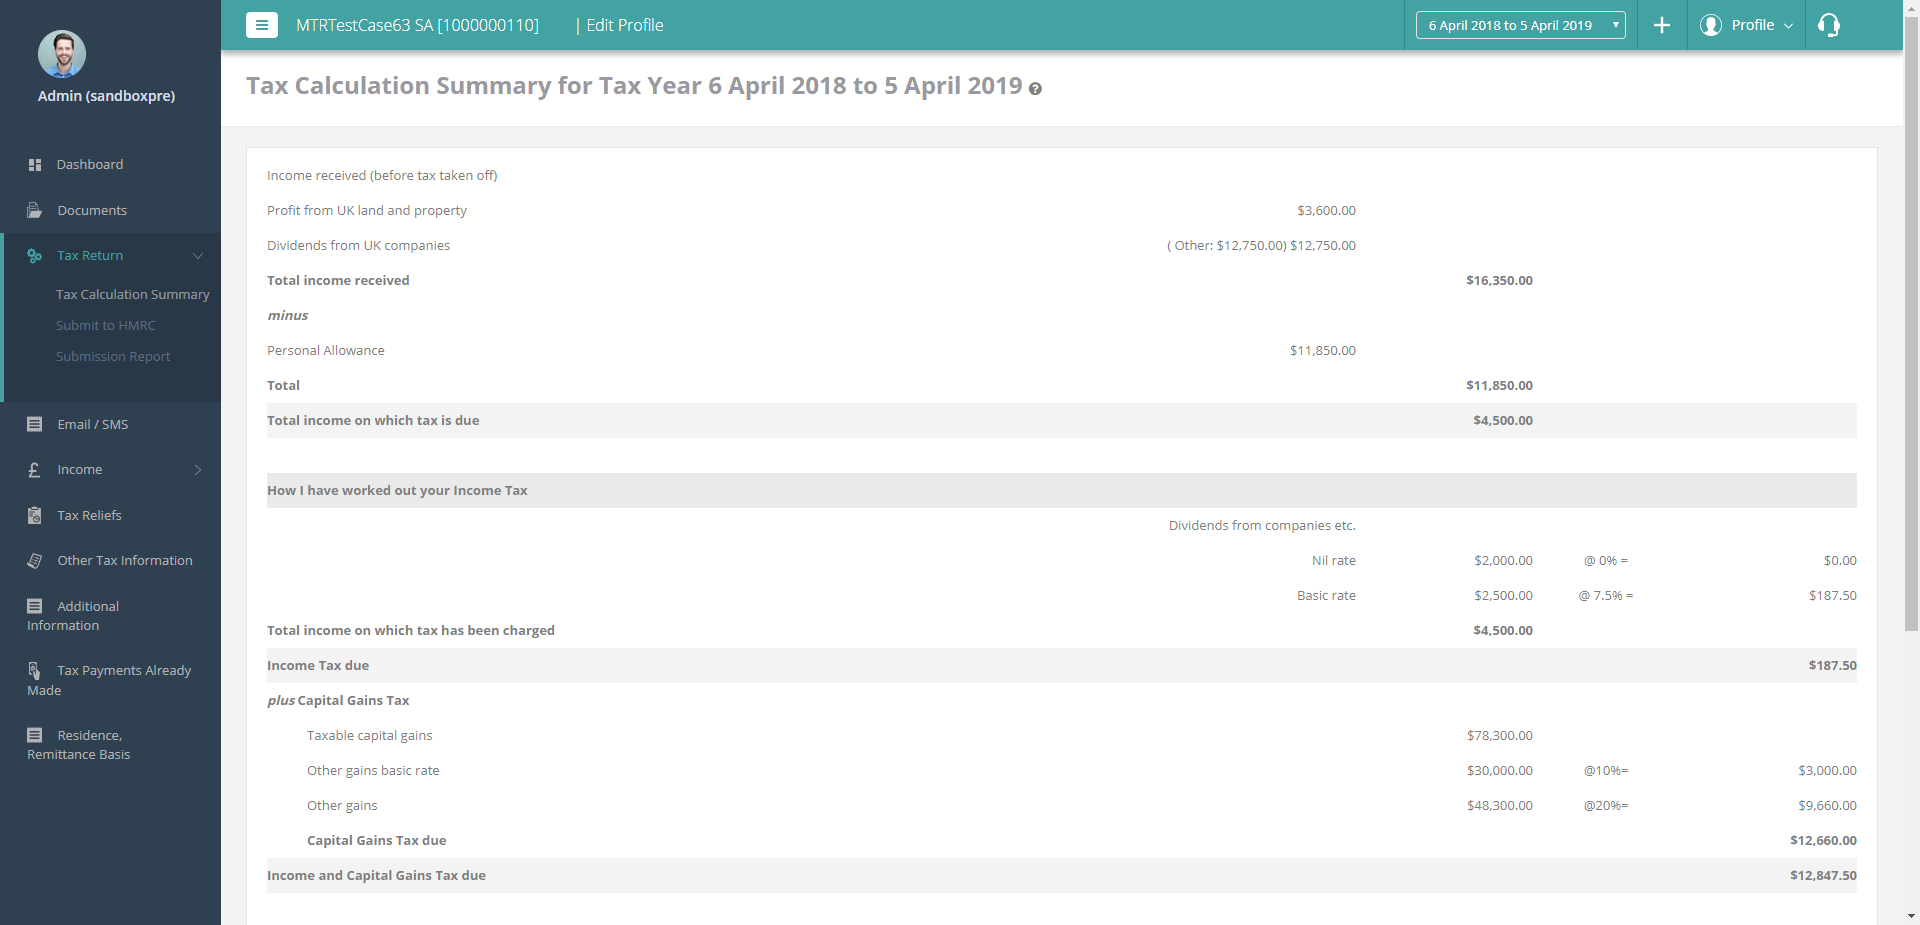 MTRTestCase63 SA [1000000110] | Edit Profile
6 April 2018 to 5 April 2019
Profile
Admin (sandboxpre)
Dashboard
Documents
Tax Return
Tax Calculation Summary
Submit to HMRC
Submission Report
Email / SMS
Income
Tax Reliefs
Other Tax Information
Additional
Information
Tax Payments Already
Made
Residence,
Remittance Basis
Tax Calculation Summary for Tax Year 6 April 2018 to 5 April 2019 ?
Income received (before tax taken off)
Profit from UK land and property $3,600.00
Dividends from UK companies ( Other: $12,750.00) $12,750.00
Total income received $16,350.00
minus
Personal Allowance $11,850.00
Total $11,850.00
Total income on which tax is due $4,500.00
How I have worked out your Income Tax
Dividends from companies etc.
Nil rate $2,000.00 @ 0% = $0.00
Basic rate $2,500.00 @ 7.5% = $187.50
Total income on which tax has been charged $4,500.00
Income Tax due $187.50
plus Capital Gains Tax
Taxable capital gains $78,300.00
Other gains basic rate $30,000.00 @10%= $3,000.00
Other gains $48,300.00 @20%= $9,660.00
Capital Gains Tax due $12,660.00
Income and Capital Gains Tax due $12,847.50